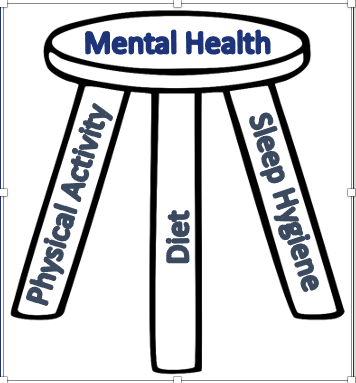 Mental Health
Physical Activity
Diet
Sleep Hygiene